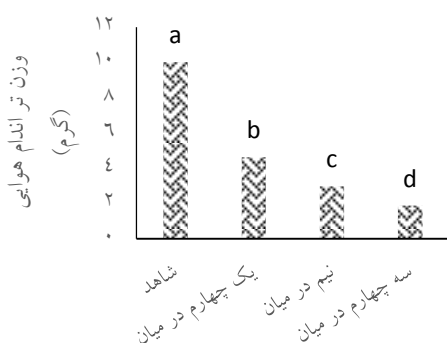 وزن تر اندام هوایی
(گرم)
۱۲
۱۰
۸
۶
٤
۲
۰
a
b
c
d
شاهد
یک چهارم در میان
نیم در میان
سه چهارم در میان